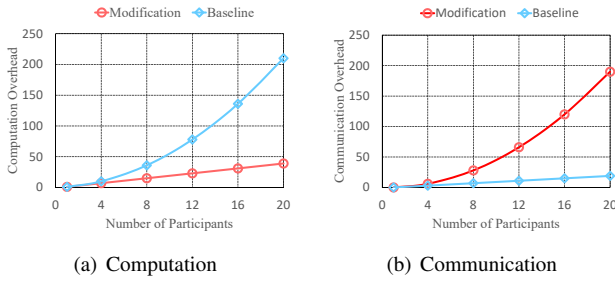 Modification Baseline
250
200
150
100
50
0
0 4 8 12 16 20
Computation Overhead
Number of Participants
(a) Computation
Modification Baseline
250
200
150
100
50
0
0 4 8 12 16 20
Communication Overhead
Number of Participants
(b) Communication